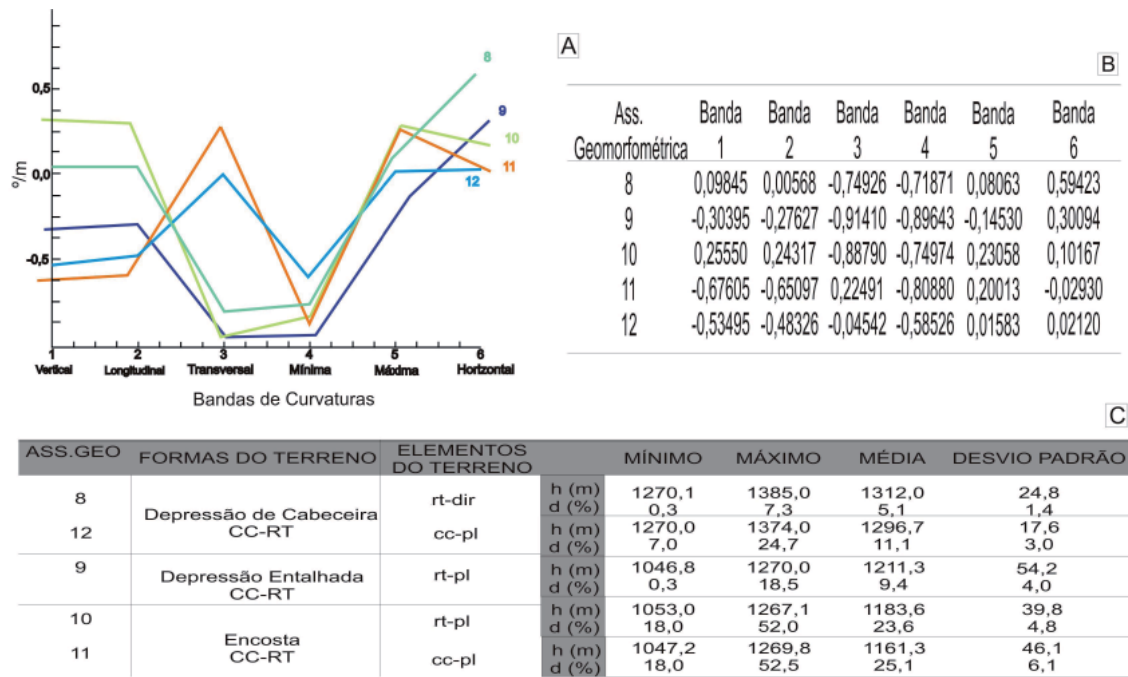 A
B
0,5
0,0
-0,5
º/m
8
9
10
11
12
1 2 3 4 5 6
Vertical Longitudinal Transversal Mínima Máxima Horizontal
Bandas de Curvaturas
Ass. Banda Banda Banda Banda Banda Banda
Geomorfométrica 1 2 3 4 5 6
8 0,09845 0,00568 -0,74926 -0,71871 0,08063 0,59423
9 -0,30395 -0,27627 -0,91410 -0,89643 -0,14530 0,30094
10 0,25550 0,24317 -0,88790 -0,74974 0,23058 0,10167
11 -0,67605 -0,65097 0,22491 -0,80880 0,20013 -0,02930
12 -0,53495 -0,48326 -0,04542 -0,58526 0,01583 0,02120
C
ASS.GEO FORMAS DO TERRENO ELEMENTOS DO TERRENO MÍNIMO MÁXIMO MÉDIA DESVIO PADRÃO
8 Depressão de Cabeceira CC-RT rt-dir h (m) 1270,1 1385,0 1312,0 24,8
d (%) 0,3 7,3 5,1 1,4
12 cc-pl h (m) 1270,0 1374,0 1296,7 17,6
d (%) 7,0 24,7 11,1 3,0
9 Depressão Entalhada CC-RT rt-pl h (m) 1046,8 1270,0 1211,3 54,2
d (%) 0,3 18,5 9,4 4,0
10 Encosta CC-RT rt-pl h (m) 1053,0 1267,1 1183,6 39,8
d (%) 18,0 52,0 23,6 4,8
11 cc-pl h (m) 1047,2 1269,8 1161,3 46,1
d (%) 18,0 52,5 25,1 6,1